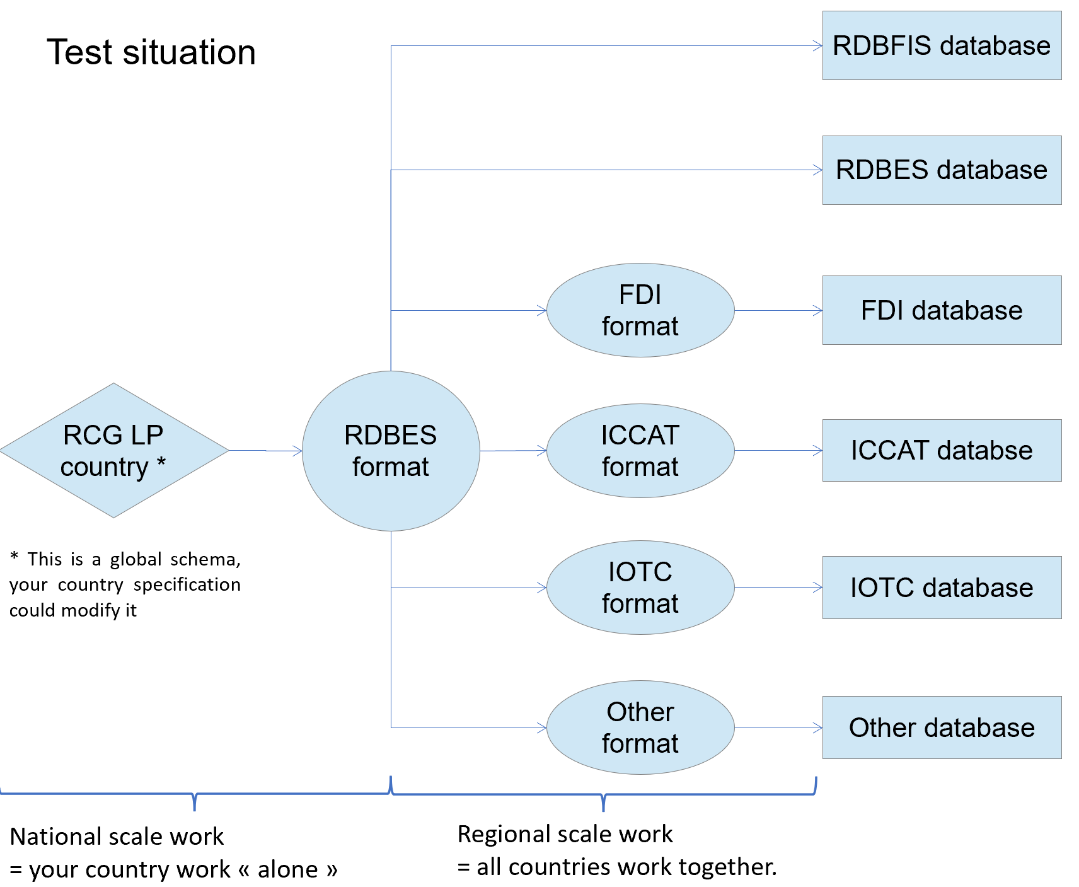 Test situation
RDBFIS database
RDBES database
FDI
format
FDI database
RCG LP
country *
RDBES
format
ICCAT
format
ICCAT databse
* This is a global schema,
your country specification
could modify it
IOTC
format
IOTC database
Other
format
Other database
National scale work
= your country work « alone »
Regional scale work
= all countries work together.